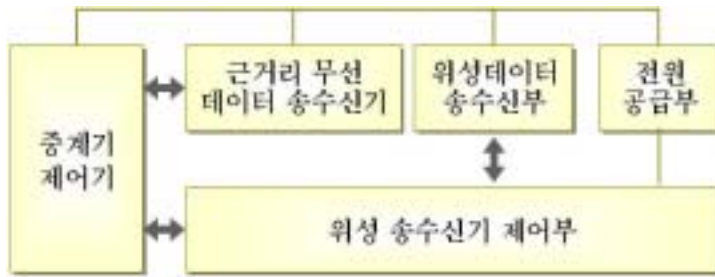 중계기
제어기
근거리 무선
데이터 송수신기
위성데이터
송수신부
전원
공급부
위성 송수신기 제어부